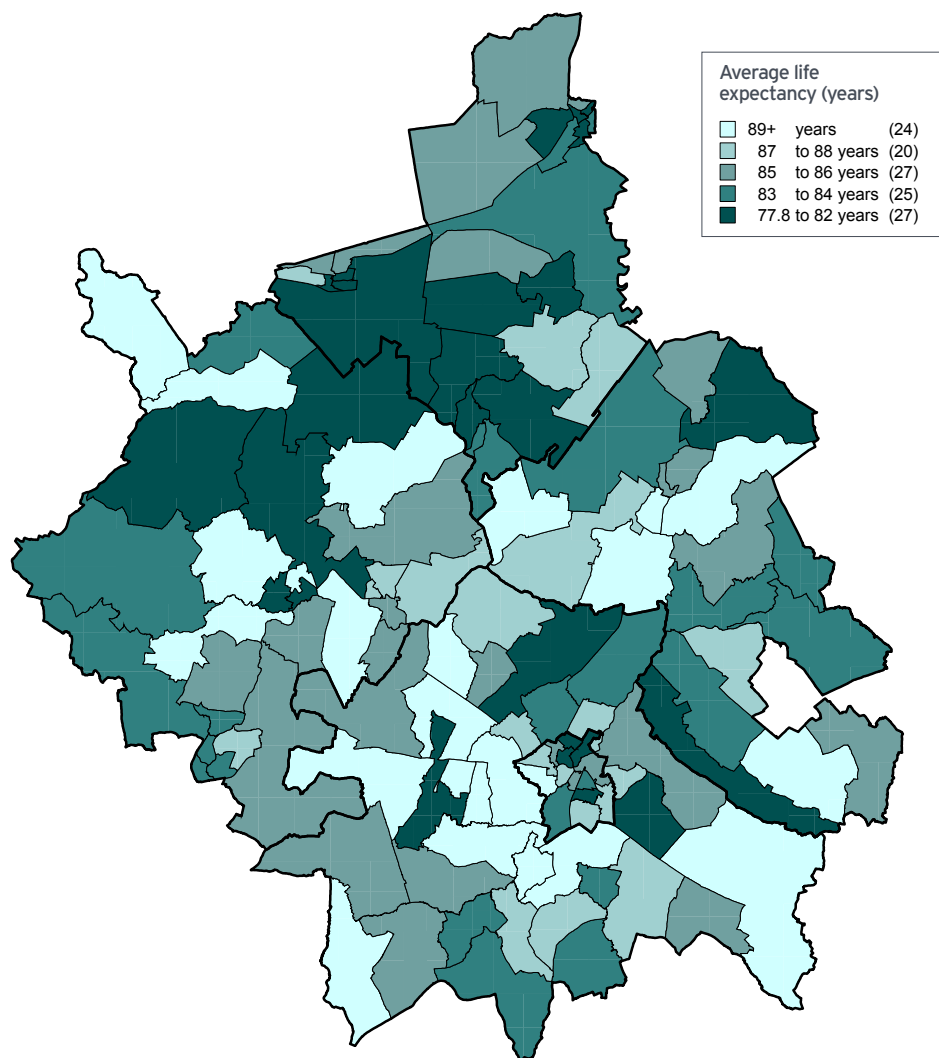 Average life
expectancy (years)
89+ years (24)
87 to 88 years (20)
85 to 86 years (27)
83 to 84 years (25)
77.8 to 82 years (27)